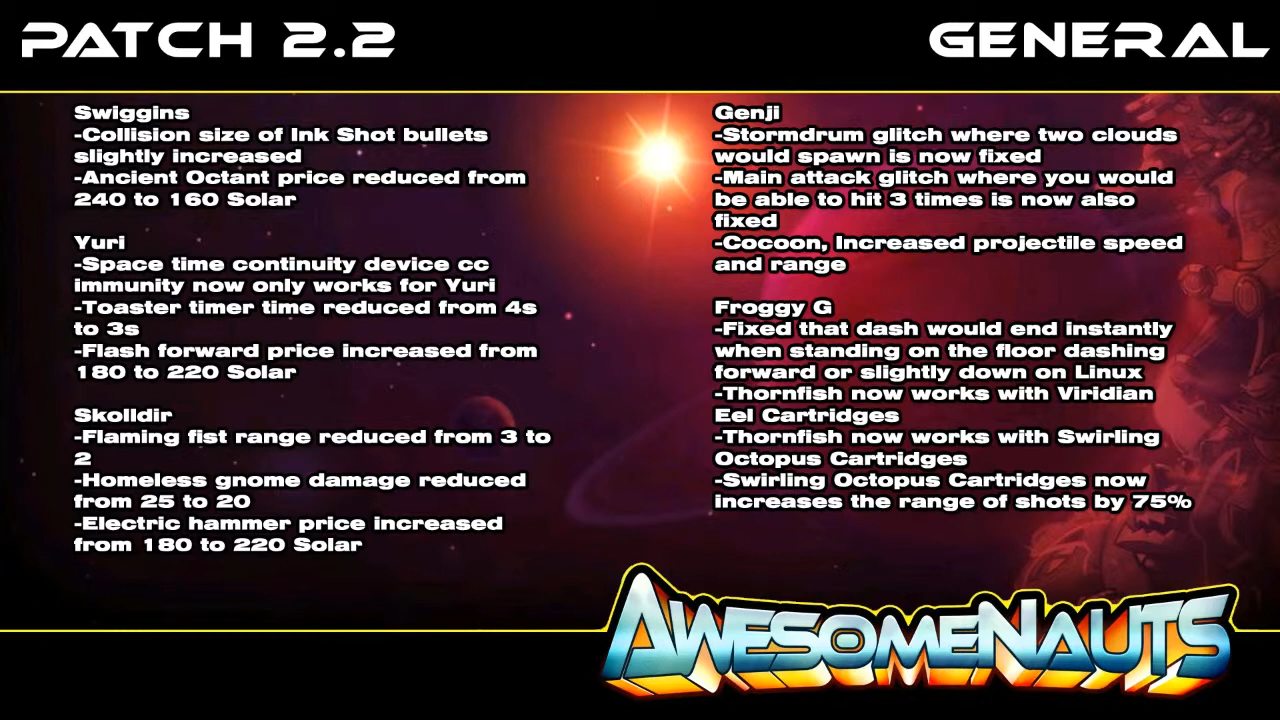 PATCH 2.2
GENERAL
Swiggins
-Collision size of Ink Shot bullets
slightly increased
-Ancient Octant price reduced from
240 to 160 Solar
Yuri
-Space time continuity device cc
immunity now only works for Yuri
-Toaster timer time reduced from 4s
to 3s
-Flash forward price increased from
180 to 220 Solar
Skolldir
-Flaming fist range reduced from 3 to
2
-Homeless gnome damage reduced
from 25 to 20
-Electric hammer price increased
from 180 to 220 Solar
Genji
-Stormdrum glitch where two clouds
would spawn is now fixed
-Main attack glitch where you would
be able to hit 3 times is now also
fixed
-Cocoon, increased projectile speed
and range
Froggy G
-Fixed that dash would end instantly
when standing on the floor dashing
forward or slightly down on Linux
-Thornfish now works with Viridian
Eel Cartridges
-Thornfish now works with Swirling
Octopus Cartridges
-Swirling Octopus Cartridges now
increases the range of shots by 75%
AWESOMENAUTS